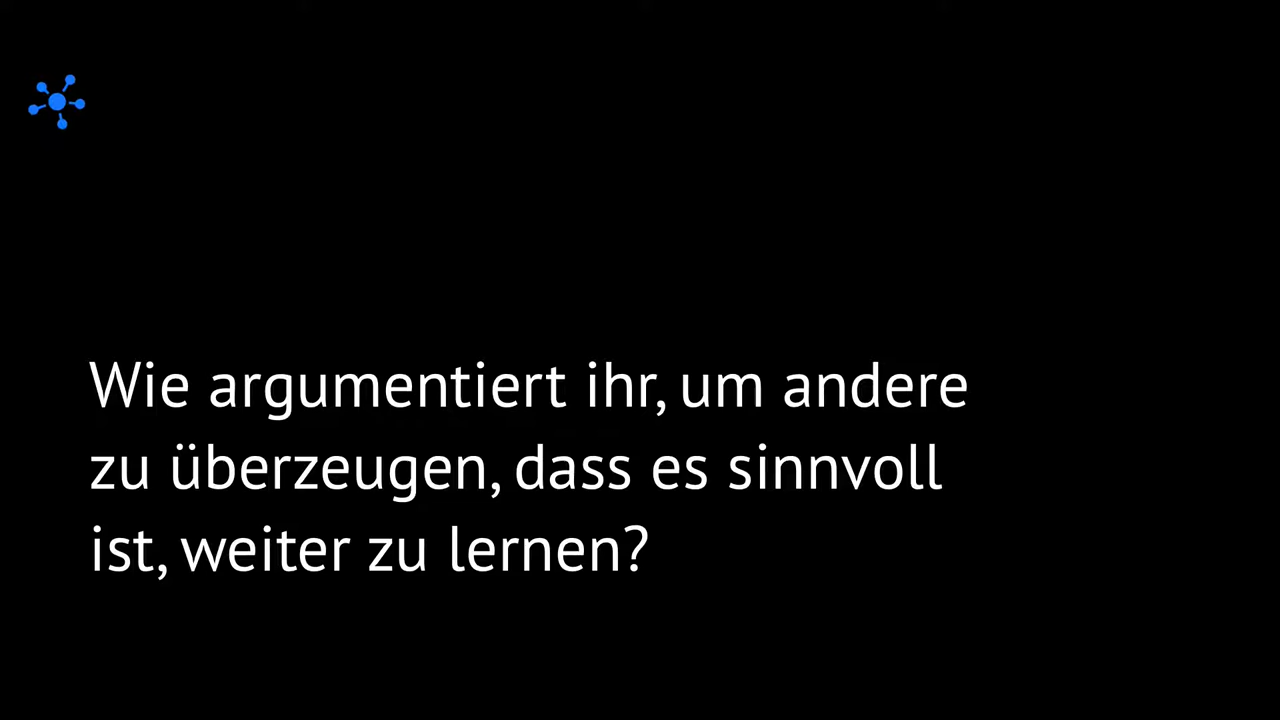 Wie argumentiert ihr, um andere
zu überzeugen, dass es sinnvoll
ist, weiter zu lernen?